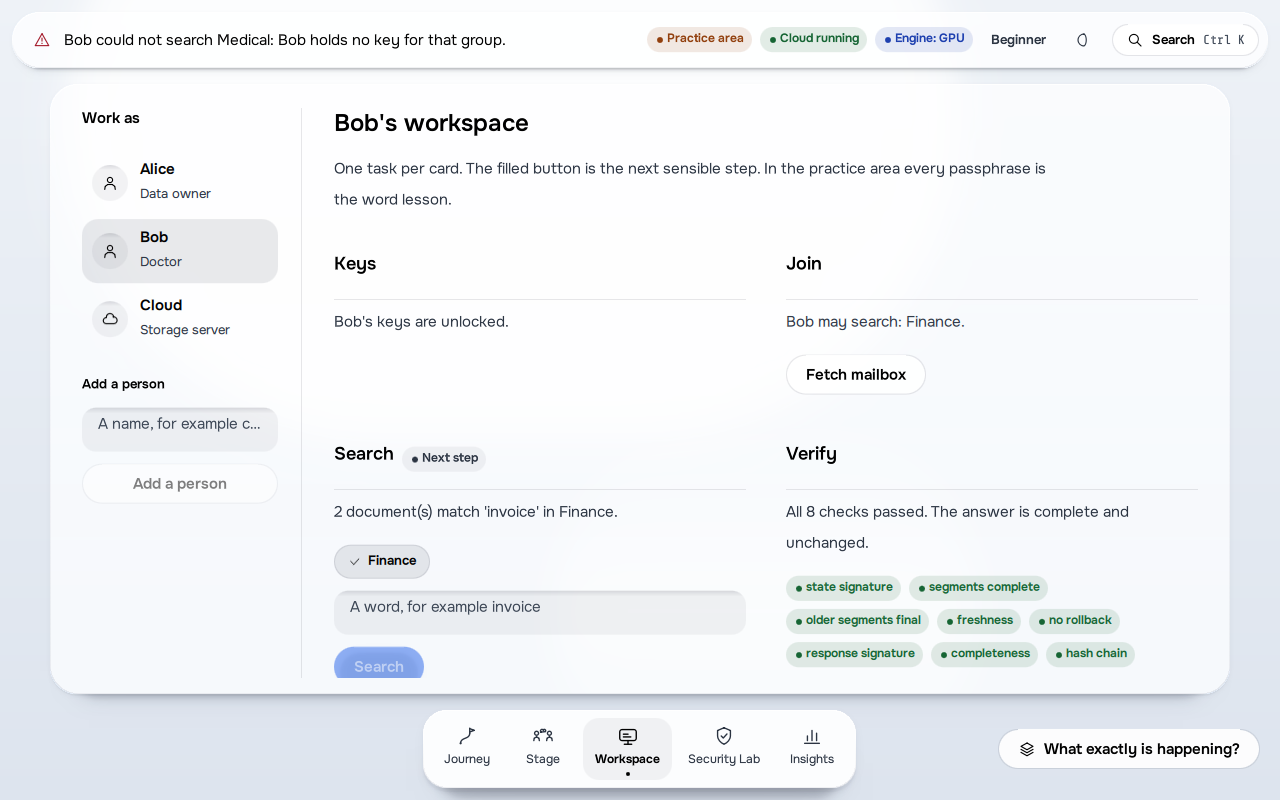 Bob could not search Medical: Bob holds no key for that group.
Practice area
Cloud running
Engine: GPU
Beginner
Search Ctrl K
Work as
Alice
Data owner
Bob
Doctor
Cloud
Storage server
Add a person
A name, for example c...
Add a person
Bob's workspace
One task per card. The filled button is the next sensible step. In the practice area every passphrase is
the word lesson.
Keys
Bob's keys are unlocked.
Join
Bob may search: Finance.
Fetch mailbox
Search
Next step
2 document(s) match 'invoice' in Finance.
Finance
A word, for example invoice
Search
Verify
All 8 checks passed. The answer is complete and
unchanged.
state signature
segments complete
older segments final
freshness
no rollback
response signature
completeness
hash chain
Journey
Stage
Workspace
Security Lab
Insights
What exactly is happening?